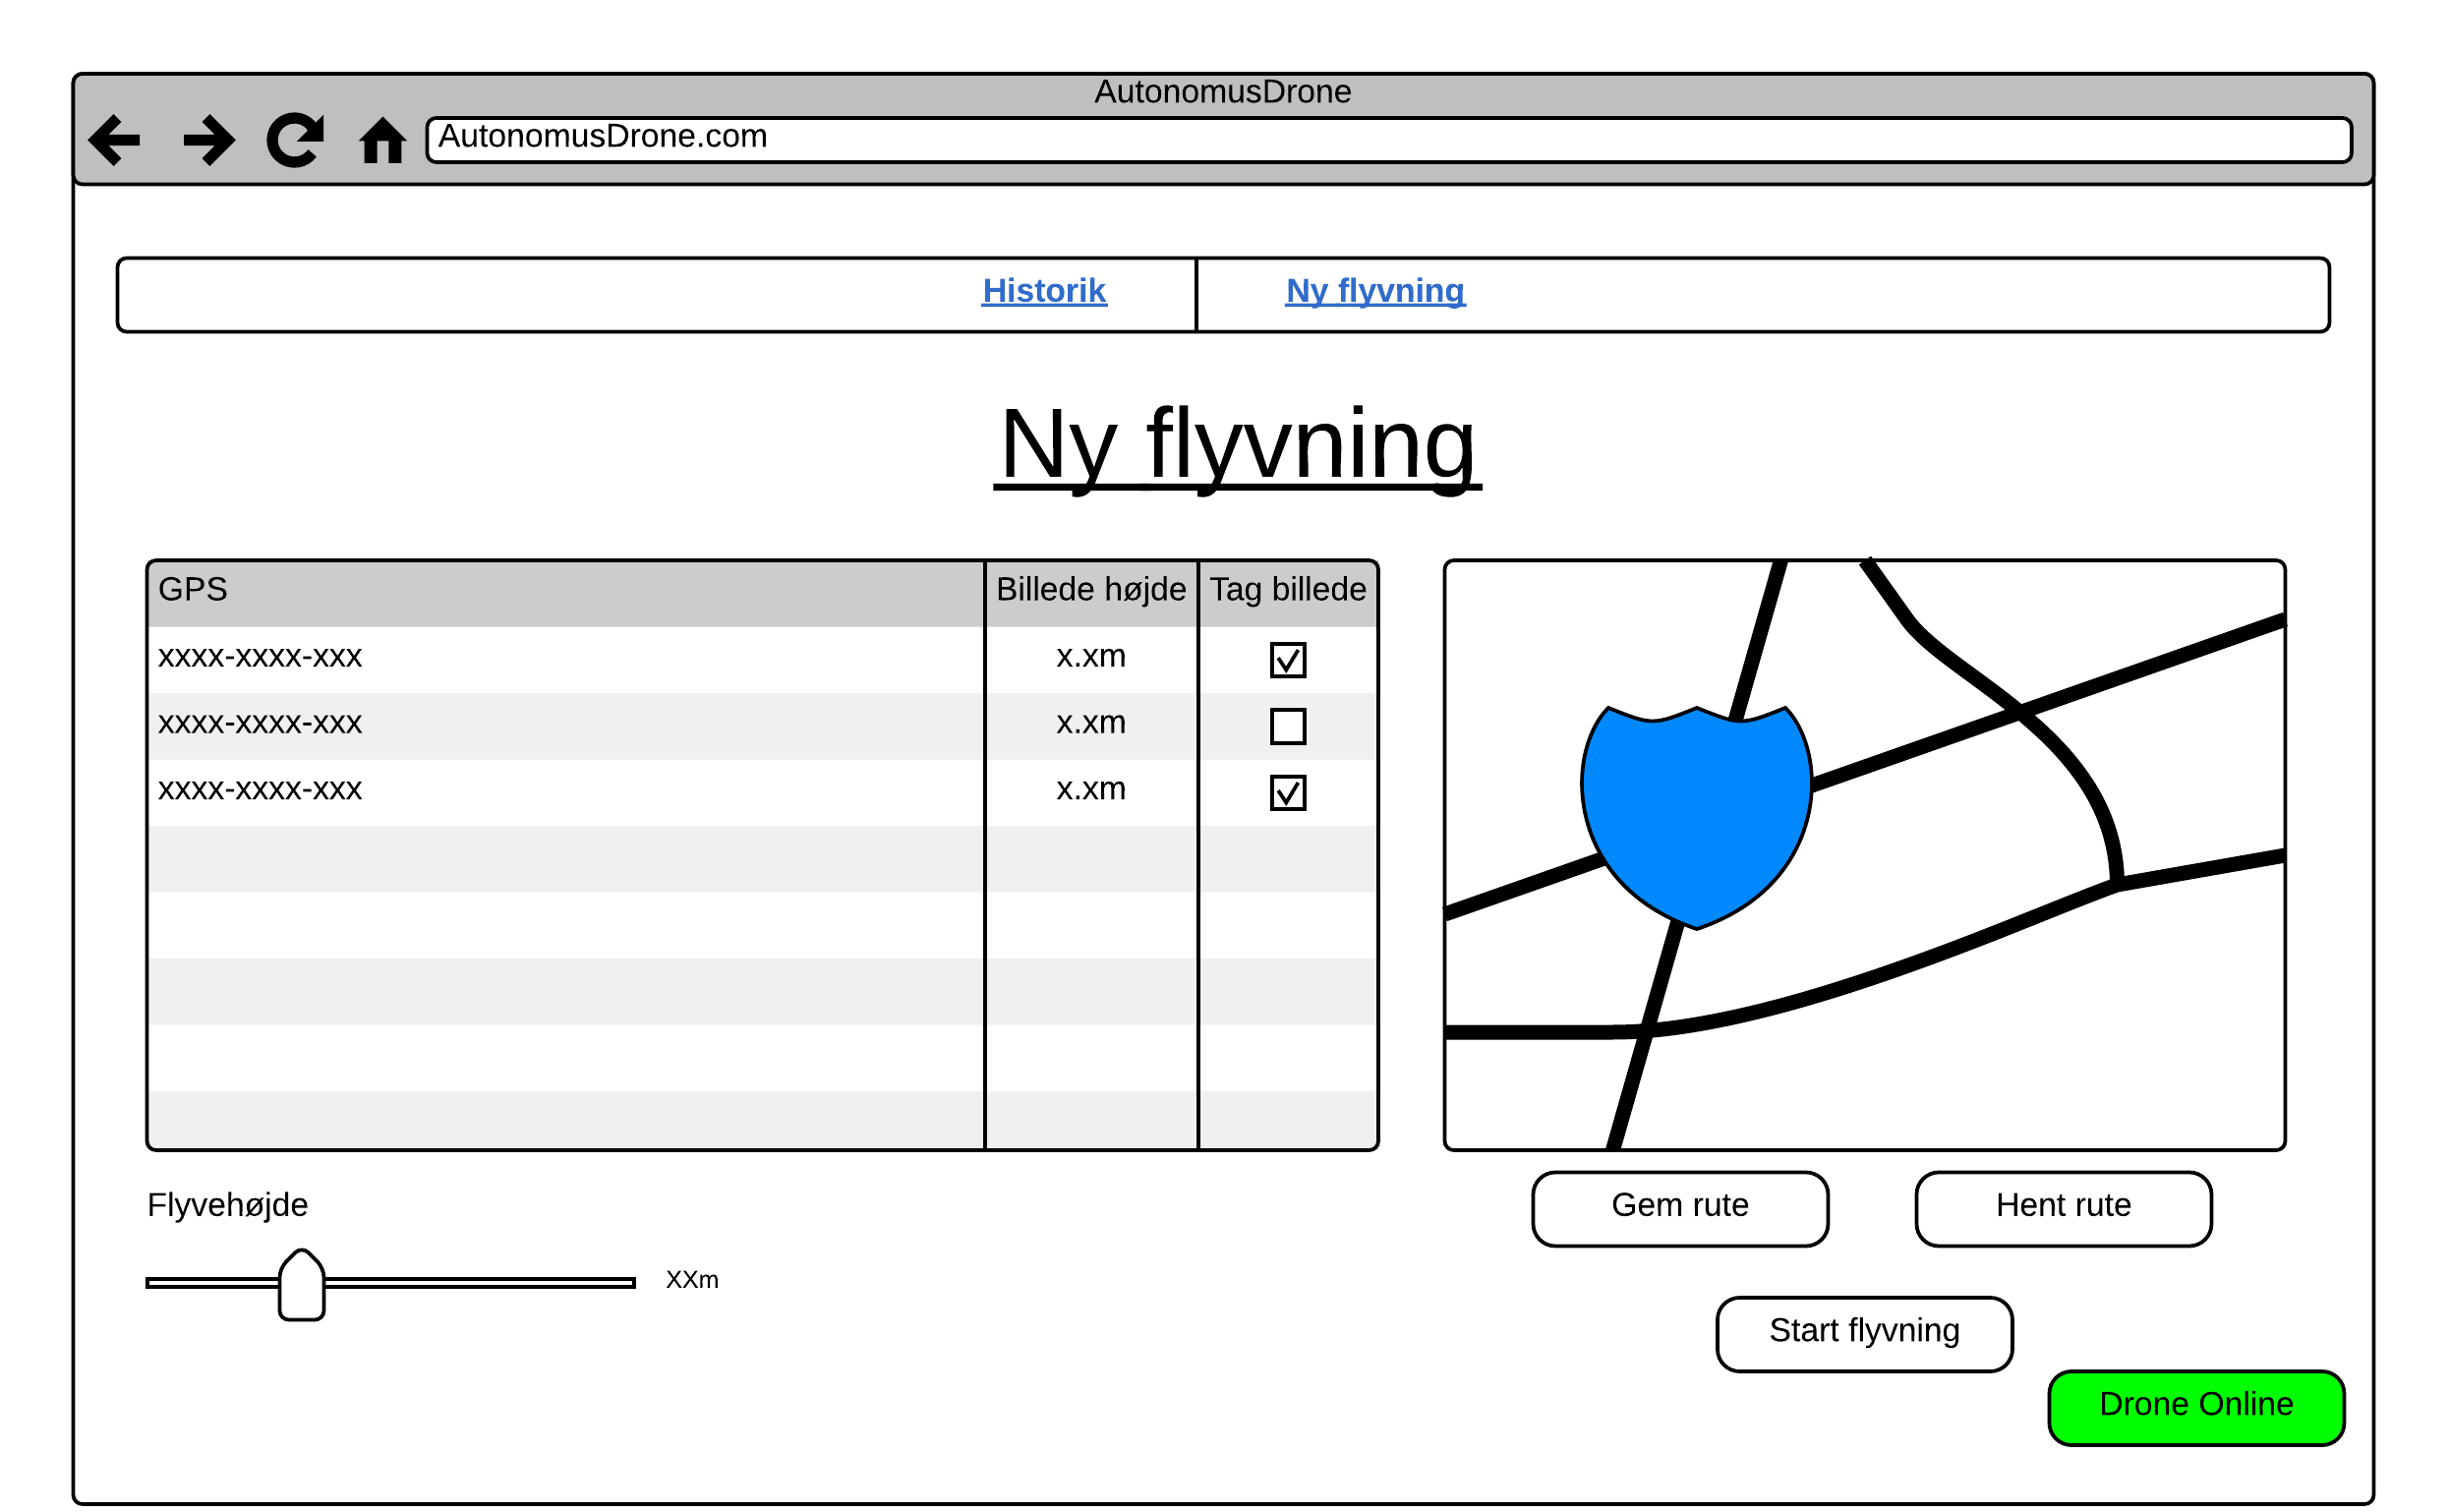 AutonomusDrone
AutonomusDrone.com
Historik
Ny flyvning
Ny flyvning
GPS Billede højde Tag billede
xxxx-xxxx-xxx x.xm
xxxx-xxxx-xxx x.xm
xxxx-xxxx-xxx x.xm
Flyvehøjde
XXm
Gem rute
Hent rute
Start flyvning
Drone Online